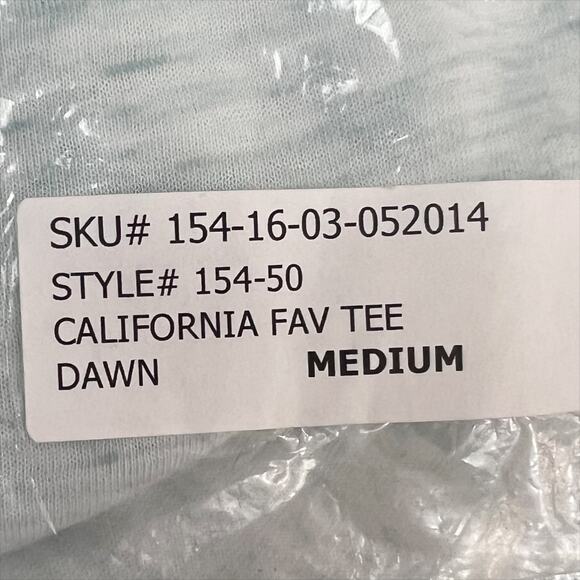 SKU# 154-16-03-052014
STYLE# 154-50
CALIFORNIA FAV TEE
DAWN MEDIUM